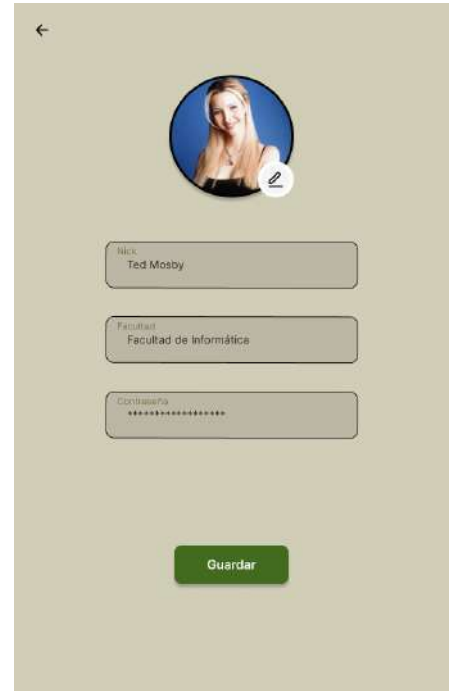 Nick
Ted Mosby
Facultad
Facultad de Informática
Contraseña
******************
Guardar